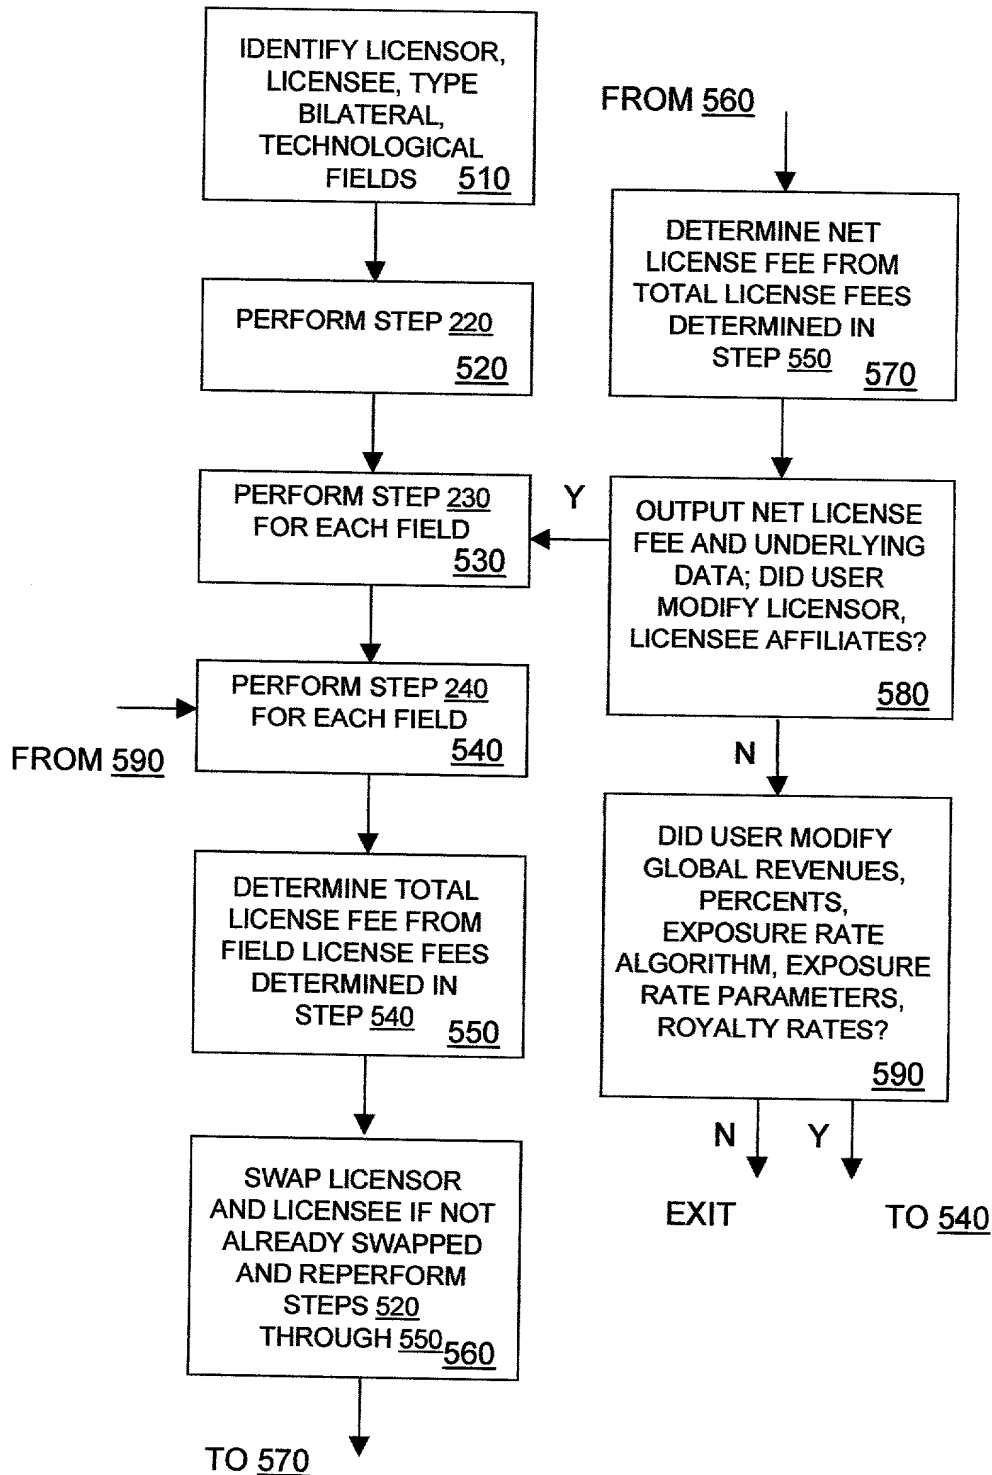 IDENTIFY LICENSOR,
LICENSEE, TYPE
BILATERAL,
TECHNOLOGICAL
FIELDS 510
PERFORM STEP 220
520
PERFORM STEP 230
FOR EACH FIELD
530
PERFORM STEP 240
FOR EACH FIELD
540
FROM 590
DETERMINE TOTAL
LICENSE FEE FROM
FIELD LICENSE FEES
DETERMINED IN
STEP 540
550
SWAP LICENSOR
AND LICENSEE IF NOT
ALREADY SWAPPED
AND REPERFORM
STEPS 520
THROUGH 550
560
TO 570
FROM 560
DETERMINE NET
LICENSE FEE FROM
TOTAL LICENSE FEES
DETERMINED IN
STEP 550
570
Y
OUTPUT NET LICENSE
FEE AND UNDERLYING
DATA; DID USER
MODIFY LICENSOR,
LICENSEE AFFILIATES?
580
N
DID USER MODIFY
GLOBAL REVENUES,
PERCENTS,
EXPOSURE RATE
ALGORITHM, EXPOSURE
RATE PARAMETERS,
ROYALTY RATES?
590
N Y
EXIT TO 540